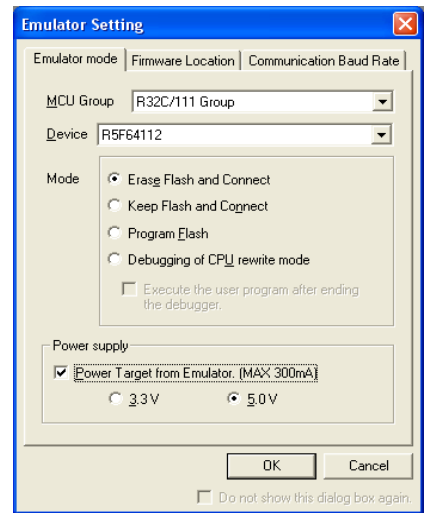 Emulator Setting
Emulator mode Firmware Location Communication Baud Rate
MCU Group R32C/111 Group
Device R5F64112
Mode Erase Flash and Connect
Keep Flash and Connect
Program Flash
Debugging of CPU rewrite mode
Execute the user program after ending
the debugger.
Power supply
Power Target from Emulator. (MAX 300mA)
3.3 V 5.0 V
OK Cancel
Do not show this dialog box again.